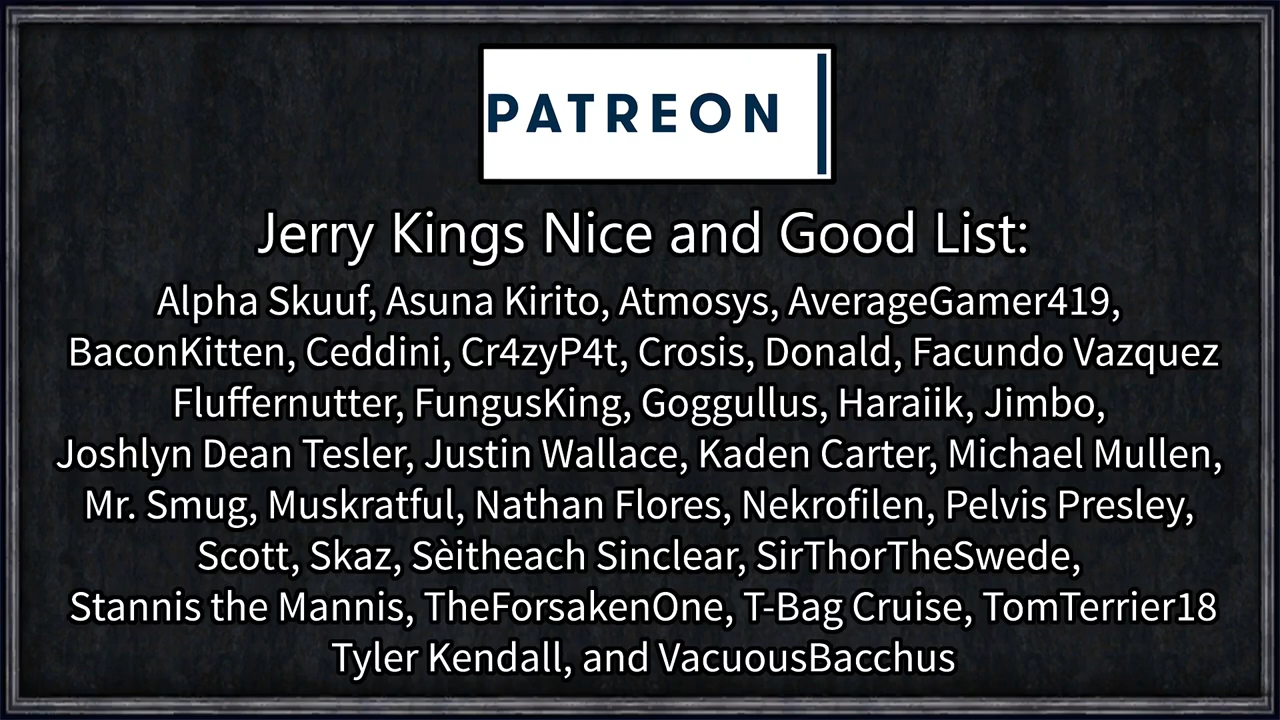 PATREON
Jerry Kings Nice and Good List:
Alpha Skuuf, Asuna Kirito, Atmosys, AverageGamer419,
BaconKitten, Ceddini, Cr4zyP4t, Crosis, Donald, Facundo Vazquez
Fluffernutter, FungusKing, Goggullus, Haraiik, Jimbo,
Joshlyn Dean Tesler, Justin Wallace, Kaden Carter, Michael Mullen,
Mr. Smug, Muskratful, Nathan Flores, Nekrofilen, Pelvis Presley,
Scott, Skaz, Sèitheach Sinclear, SirThorTheSwede,
Stannis the Mannis, TheForsakenOne, T-Bag Cruise, TomTerrier18
Tyler Kendall, and VacuousBacchus